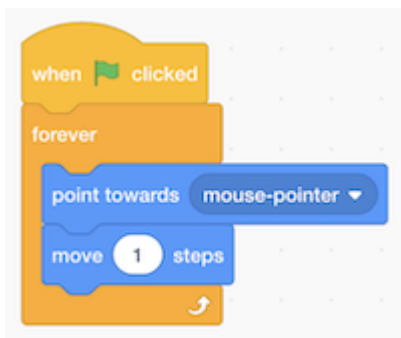 when clicked
forever
point towards mouse-pointer
move 1 steps